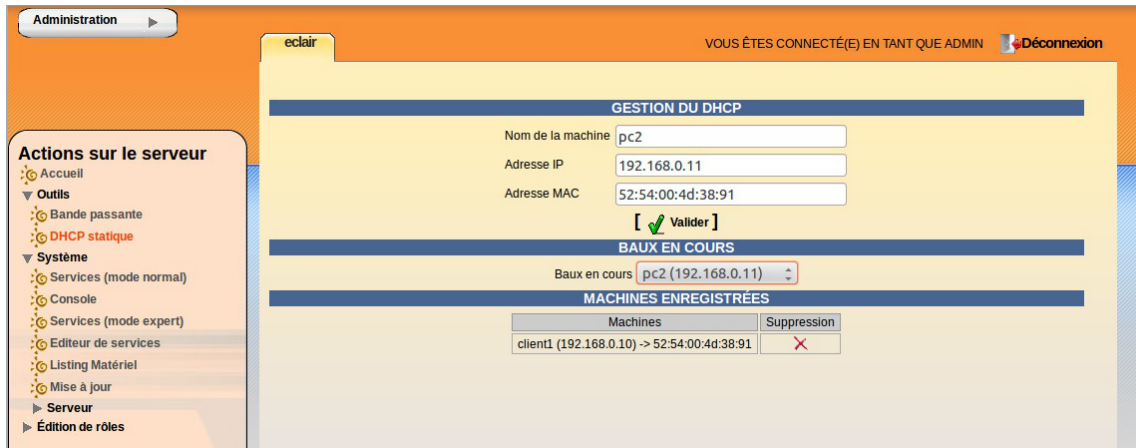 Administration
eclair
VOUS ÊTES CONNECTÉ(E) EN TANT QUE ADMIN
Déconnexion
Actions sur le serveur
Accueil
Outils
Bande passante
DHCP statique
Système
Services (mode normal)
Console
Services (mode expert)
Editeur de services
Listing Matériel
Mise à jour
Serveur
Édition de rôles
GESTION DU DHCP
Nom de la machine pc2
Adresse IP 192.168.0.11
Adresse MAC 52:54:00:4d:38:91
[ Valider ]
BAUX EN COURS
Baux en cours pc2 (192.168.0.11)
MACHINES ENREGISTRÉES
Machines Suppression
client1 (192.168.0.10) -> 52:54:00:4d:38:91